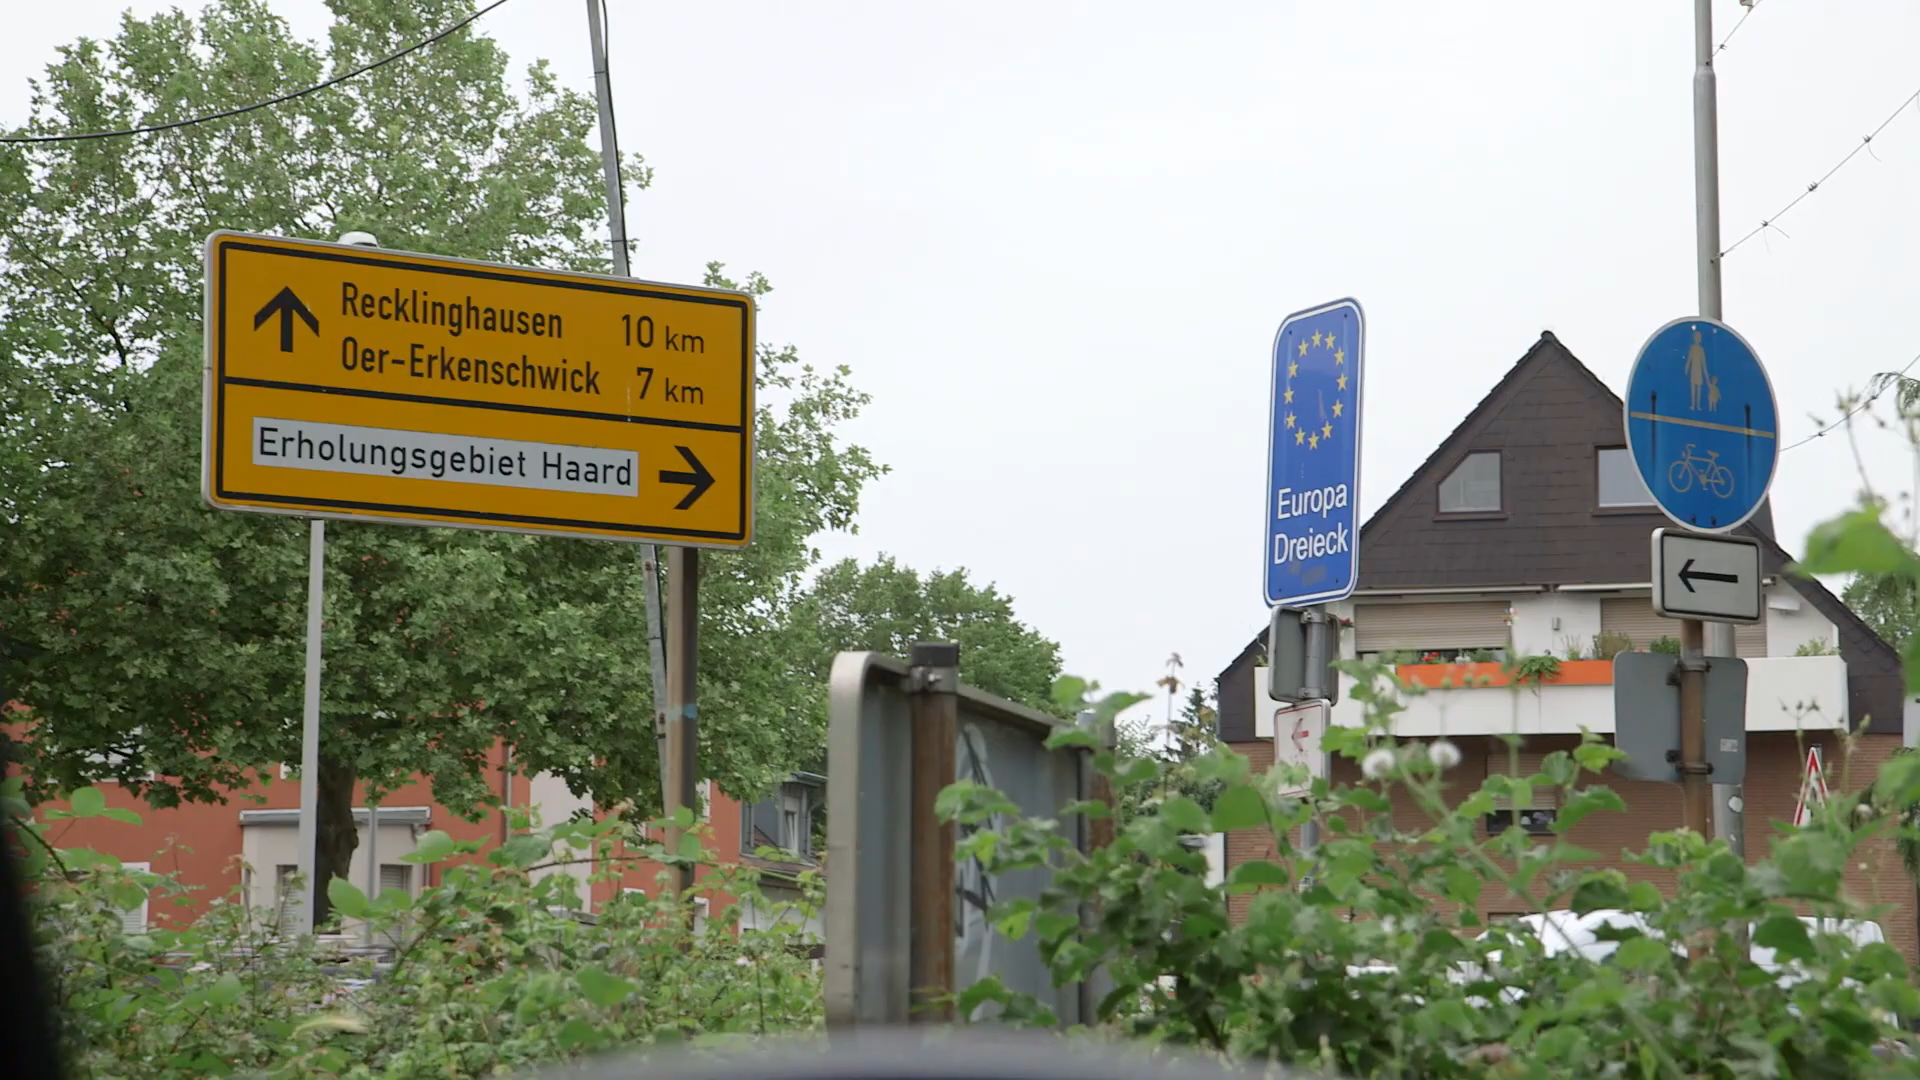 Recklinghausen 10 km
Oer-Erkenschwick 7 km
Erholungsgebiet Haard
Europa
Dreieck